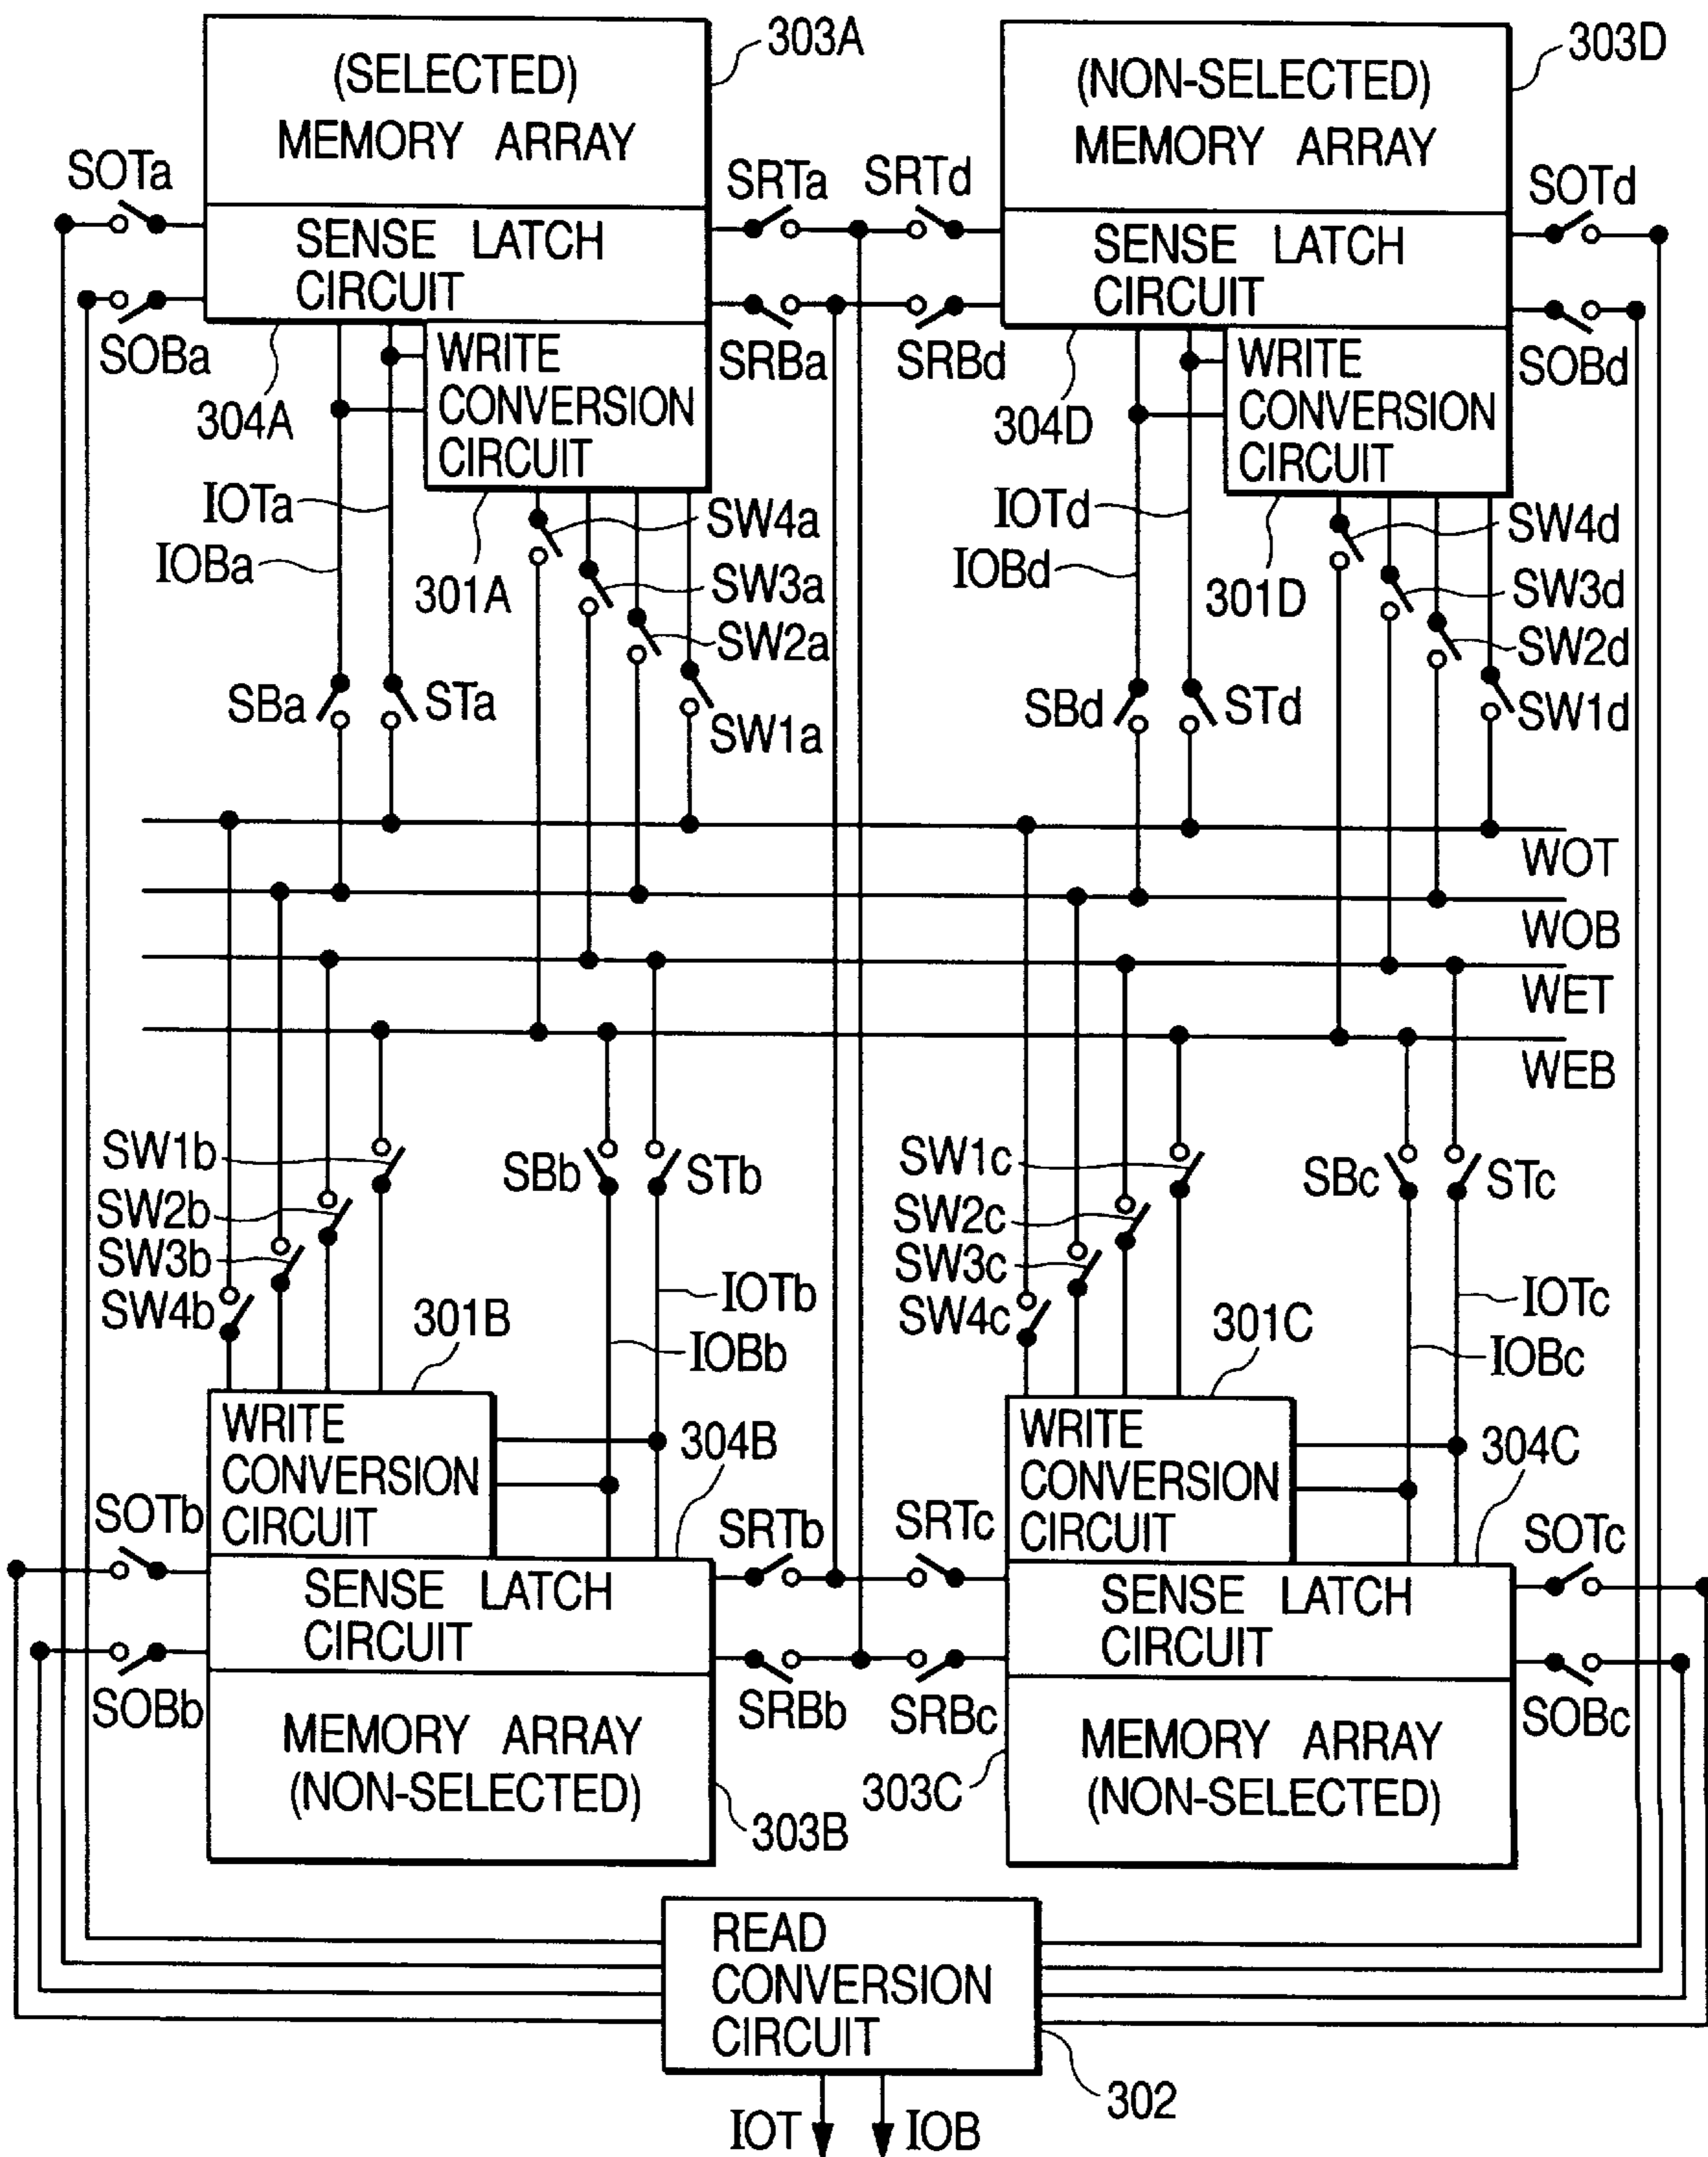 303A
303D
(SELECTED)
MEMORY ARRAY
(NON-SELECTED)
MEMORY ARRAY
SOTa
SRTa
SRTd
SOTd
SENSE LATCH
CIRCUIT
SENSE LATCH
CIRCUIT
SOBa
SRBa
SRBd
SOBd
WRITE
CONVERSION
CIRCUIT
WRITE
CONVERSION
CIRCUIT
304A
304D
IOTa
IOBa
301A
SW4a
SW3a
SW2a
SW1a
IOTd
IOBd
301D
SW4d
SW3d
SW2d
SW1d
SBa
STa
SBd
STd
WOT
WOB
WET
WEB
SW1b
SW2b
SW3b
SW4b
SBb
STb
SW1c
SW2c
SW3c
SW4c
SBc
STc
IOTb
IOBb
IOTc
IOBc
301B
301C
WRITE
CONVERSION
CIRCUIT
304B
WRITE
CONVERSION
CIRCUIT
304C
SOTb
SRTb
SRTc
SOTc
SENSE LATCH
CIRCUIT
SENSE LATCH
CIRCUIT
SOBb
SRBb
SRBc
SOBc
MEMORY ARRAY
(NON-SELECTED)
MEMORY ARRAY
(NON-SELECTED)
303B
303C
READ
CONVERSION
CIRCUIT
302
IOT
IOB